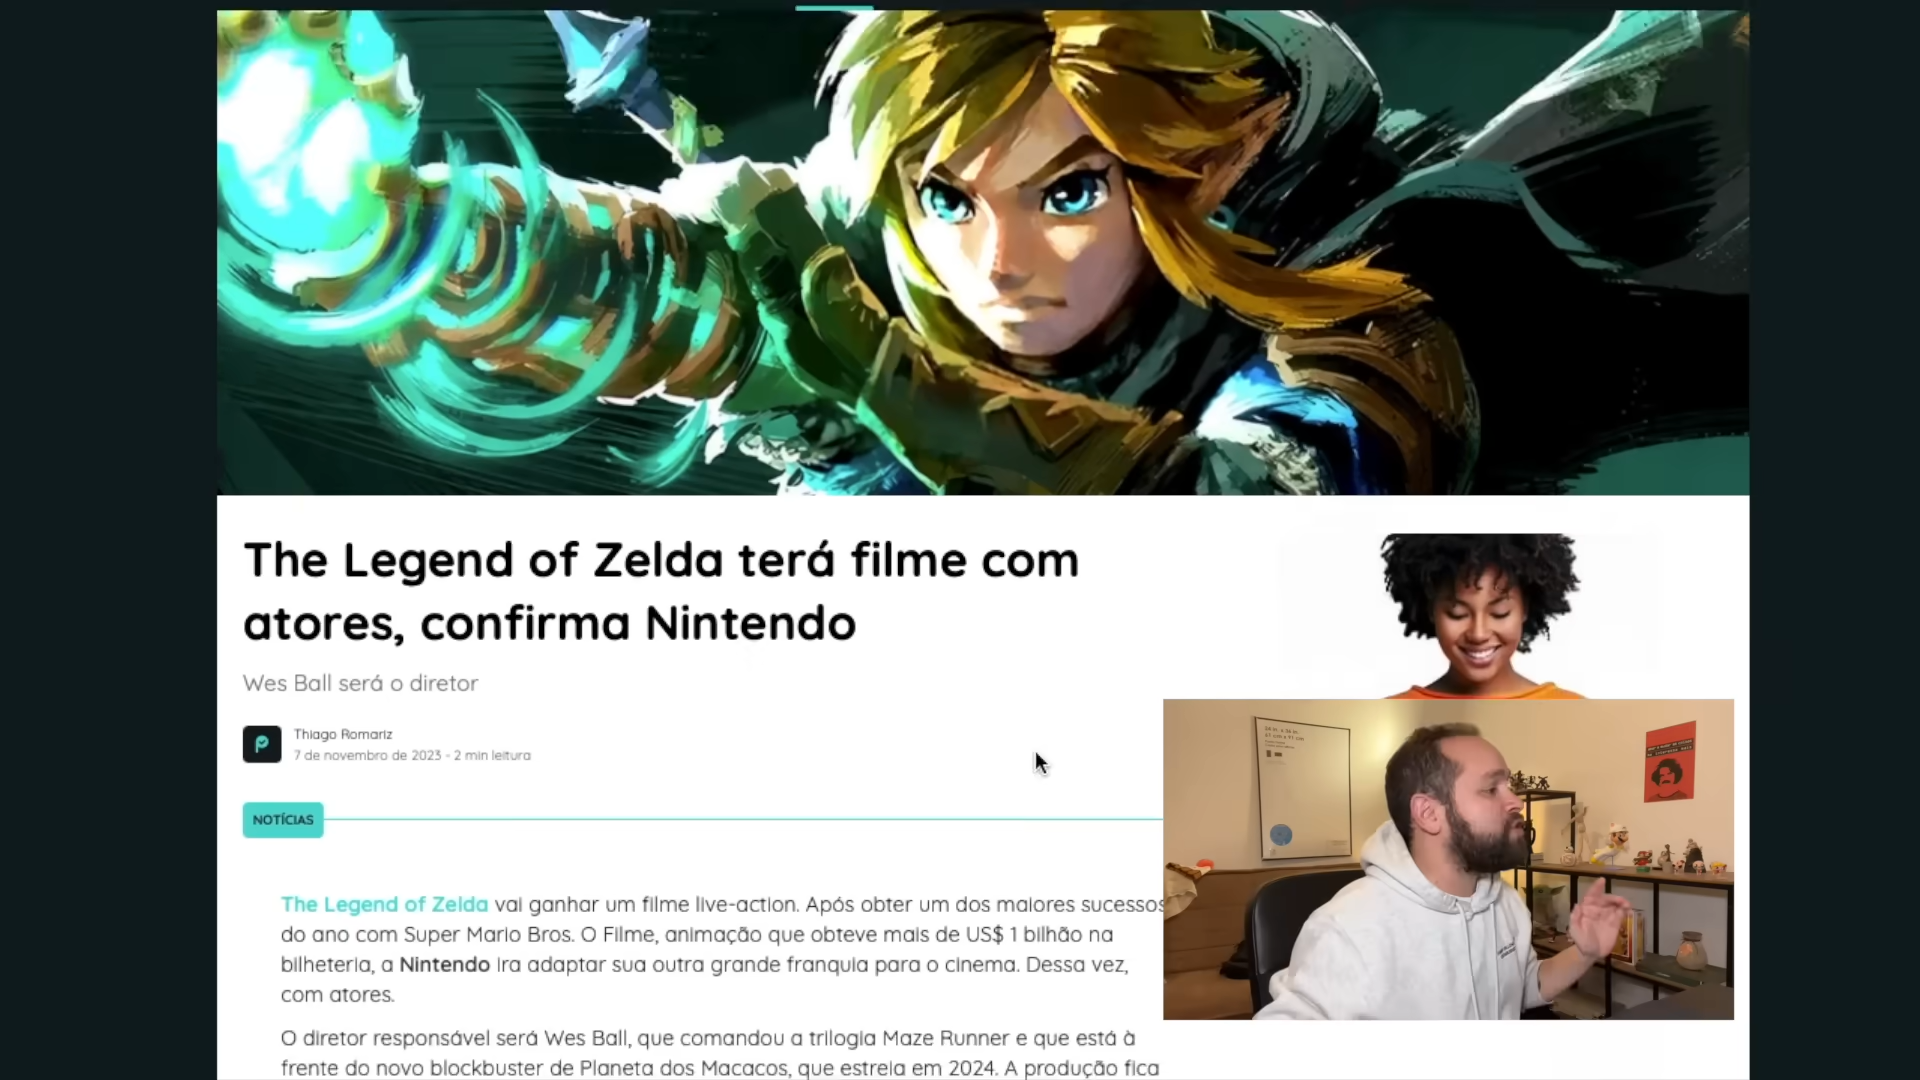 The Legend of Zelda terá filme com
atores, confirma Nintendo
Wes Ball será o diretor
Thiago Romariz
7 de novembro de 2023 - 2 min leitura
NOTÍCIAS
The Legend of Zelda vai ganhar um filme live-action. Após obter um dos maiores sucessos
do ano com Super Mario Bros. O Filme, animação que obteve mais de US$ 1 bilhão na
bilheteria, a Nintendo ira adaptar sua outra grande franquia para o cinema. Dessa vez,
com atores.
O diretor responsável será Wes Ball, que comandou a trilogia Maze Runner e que está à
frente do novo blockbuster de Planeta dos Macacos, que estreia em 2024. A produção fica